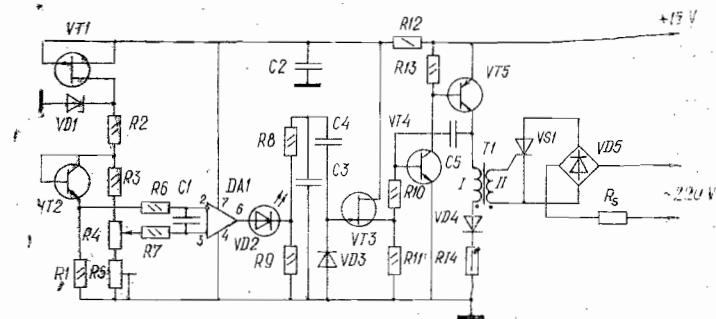 VT1
R12
+15 V
C2
R13
VT5
VD1
R2
R8
C4
VT4
C5
T1
VS1
VD5
R3
C3
I
II
VT2
R6
C1
DA1
R10
2
7
6
Rs
~220 V
R4
R7
3
4
VD2
VT3
VD4
R1
R5
R9
VD3
R11
R14